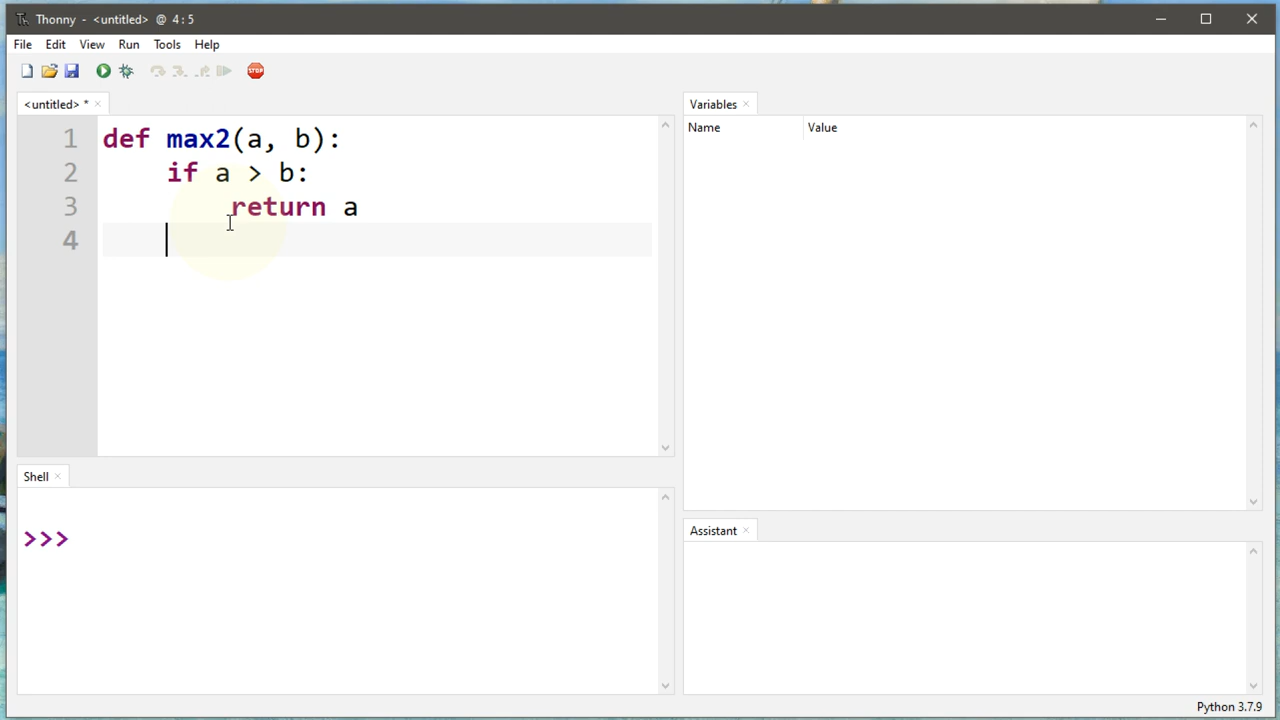 Thonny - <untitled> @ 4:5
File Edit View Run Tools Help
STOP
<untitled> * ×
1 def max2(a, b):
2 if a > b:
3 return a
4
Variables ×
Name Value
Shell ×
>>>
Assistant ×
Python 3.7.9